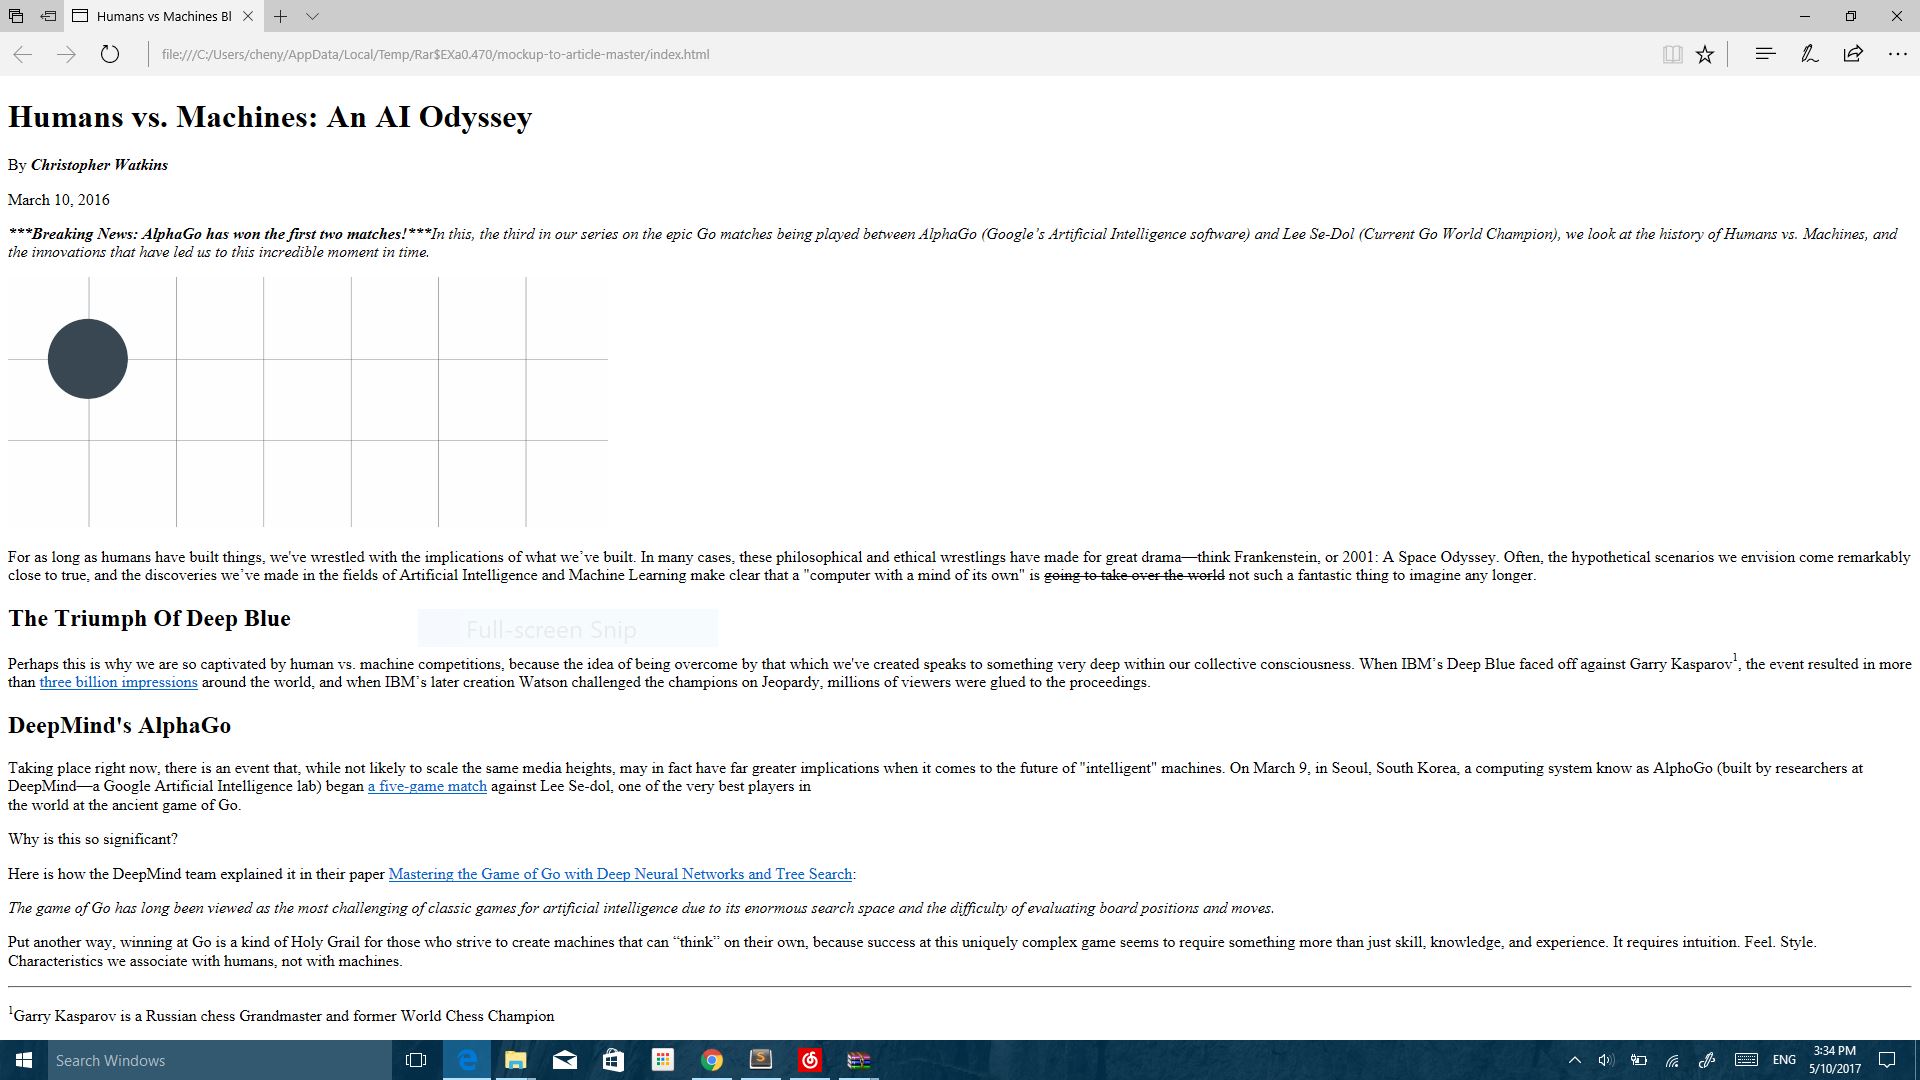 Humans vs Machines Bl
file:///C:/Users/cheny/AppData/Local/Temp/Rar$EXa0.470/mockup-to-article-master/index.html
Humans vs. Machines: An AI Odyssey
By Christopher Watkins
March 10, 2016
***Breaking News: AlphaGo has won the first two matches!***In this, the third in our series on the epic Go matches being played between AlphaGo (Google’s Artificial Intelligence software) and Lee Se-Dol (Current Go World Champion), we look at the history of Humans vs. Machines, and
the innovations that have led us to this incredible moment in time.
For as long as humans have built things, we've wrestled with the implications of what we’ve built. In many cases, these philosophical and ethical wrestlings have made for great drama—think Frankenstein, or 2001: A Space Odyssey. Often, the hypothetical scenarios we envision come remarkably
close to true, and the discoveries we’ve made in the fields of Artificial Intelligence and Machine Learning make clear that a "computer with a mind of its own" is going to take over the world not such a fantastic thing to imagine any longer.
The Triumph Of Deep Blue
Full-screen Snip
Perhaps this is why we are so captivated by human vs. machine competitions, because the idea of being overcome by that which we've created speaks to something very deep within our collective consciousness. When IBM’s Deep Blue faced off against Garry Kasparov1, the event resulted in more
than three billion impressions around the world, and when IBM’s later creation Watson challenged the champions on Jeopardy, millions of viewers were glued to the proceedings.
DeepMind's AlphaGo
Taking place right now, there is an event that, while not likely to scale the same media heights, may in fact have far greater implications when it comes to the future of "intelligent" machines. On March 9, in Seoul, South Korea, a computing system know as AlphoGo (built by researchers at
DeepMind—a Google Artificial Intelligence lab) began a five-game match against Lee Se-dol, one of the very best players in
the world at the ancient game of Go.
Why is this so significant?
Here is how the DeepMind team explained it in their paper Mastering the Game of Go with Deep Neural Networks and Tree Search:
The game of Go has long been viewed as the most challenging of classic games for artificial intelligence due to its enormous search space and the difficulty of evaluating board positions and moves.
Put another way, winning at Go is a kind of Holy Grail for those who strive to create machines that can “think” on their own, because success at this uniquely complex game seems to require something more than just skill, knowledge, and experience. It requires intuition. Feel. Style.
Characteristics we associate with humans, not with machines.
1Garry Kasparov is a Russian chess Grandmaster and former World Chess Champion
Search Windows
ENG
3:34 PM
5/10/2017